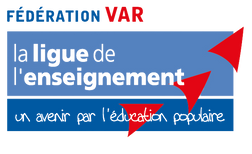 FÉDÉRATION VAR
la ligue de
l'enseignement
un avenir par l'éducation populaire